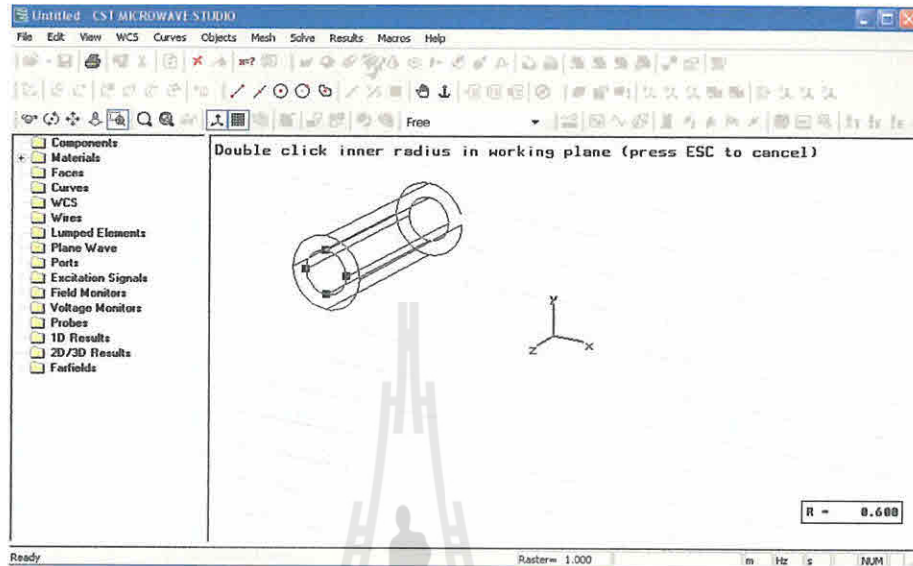 Untitled CST MICROWAVE STUDIO
File Edit View WCS Curves Objects Mesh Solve Results Macros Help
x=?
Free
Components
Materials
Faces
Curves
WCS
Wires
Lumped Elements
Plane Wave
Ports
Excitation Signals
Field Monitors
Voltage Monitors
Probes
1D Results
2D/3D Results
Farfields
Double click inner radius in working plane (press ESC to cancel)
y
z x
R = 0.600
Ready Raster= 1.000 m Hz s NUM